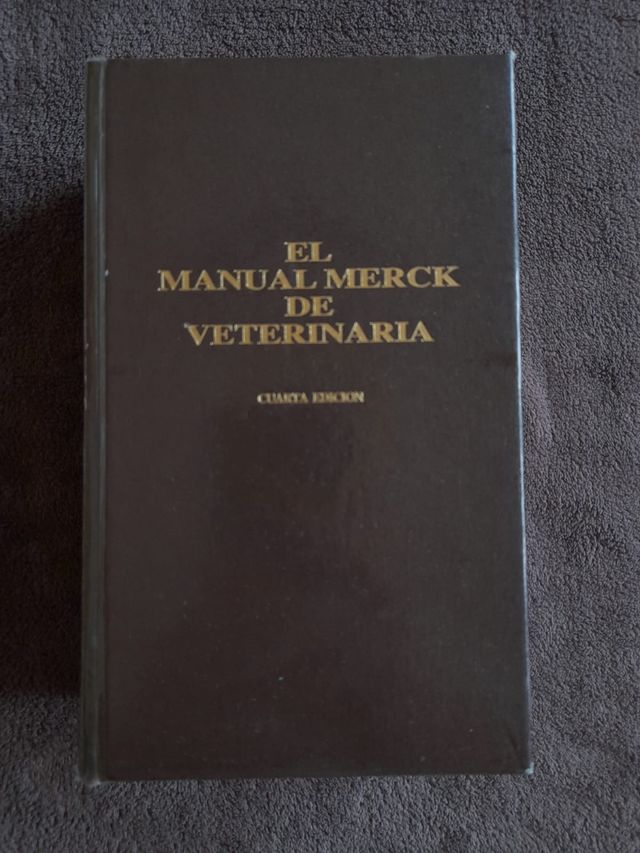 EL
MANUAL MERCK
DE
VETERINARIA
CUARTA EDICION